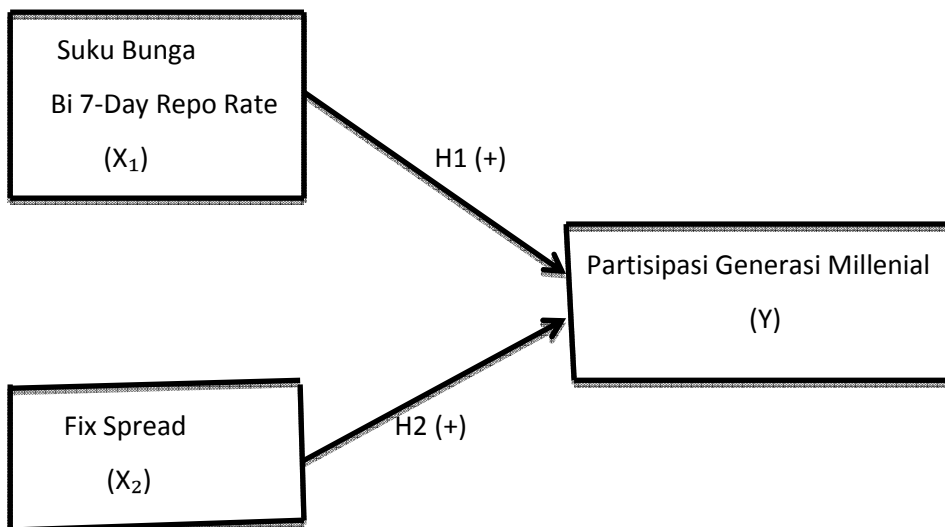 Suku Bunga
Bi 7-Day Repo Rate
(X₁)
H1 (+)
Partisipasi Generasi Millenial
(Y)
Fix Spread
(X₂)
H2 (+)